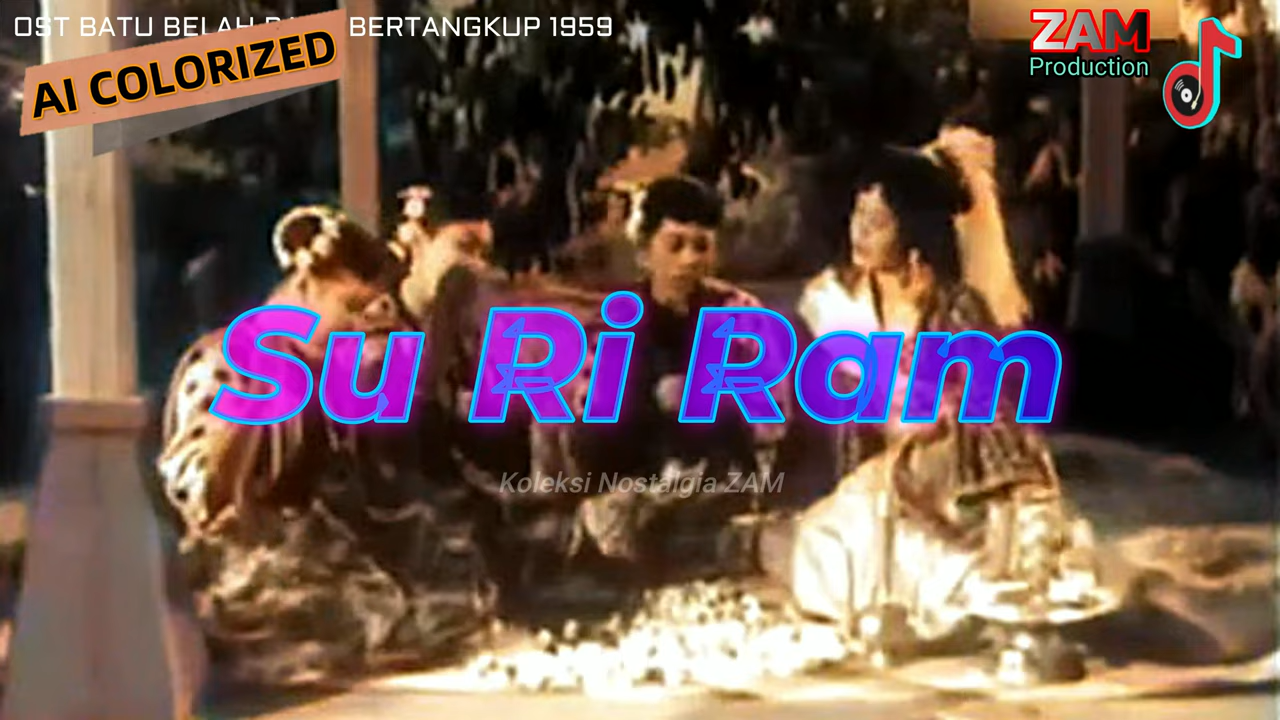 OST BATU BELAH BERTANGKUP 1959
AI COLORIZED
ZAM
Production
Su Ri Ram
Koleksi Nostalgia ZAM